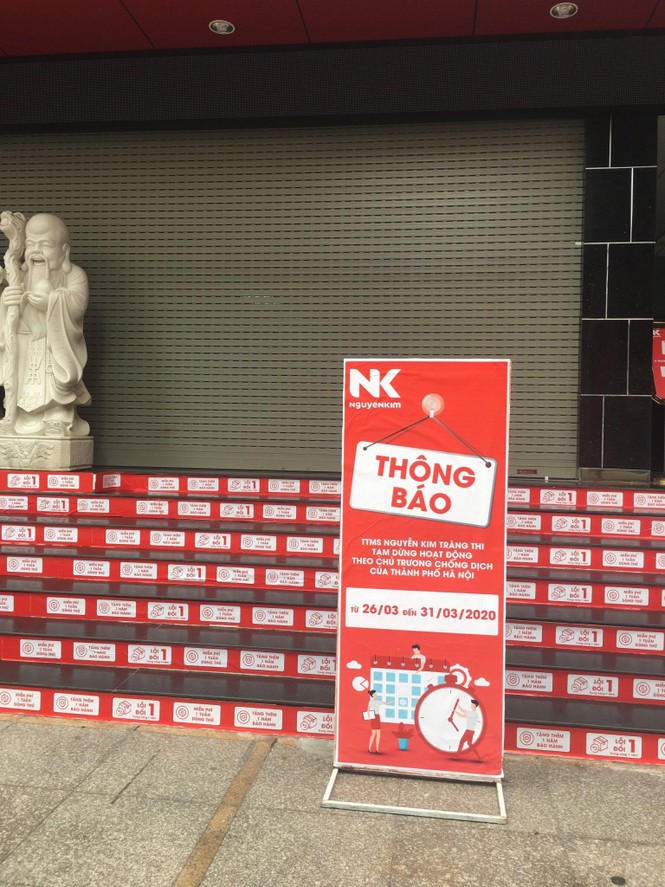 NK
NGUYENKIM
THÔNG
BÁO
TTMS NGUYỄN KIM TRÀNG THI
TẠM DỪNG HOẠT ĐỘNG
THEO CHỦ TRƯƠNG CHỐNG DỊCH
CỦA THÀNH PHỐ HÀ NỘI
TỪ 26/03 ĐẾN 31/03/2020
MIỄN PHÍ
1 TUẦN
DÙNG THỬ
TẶNG THÊM
1 NĂM
BẢO HÀNH
LỖI 1
ĐỔI 1